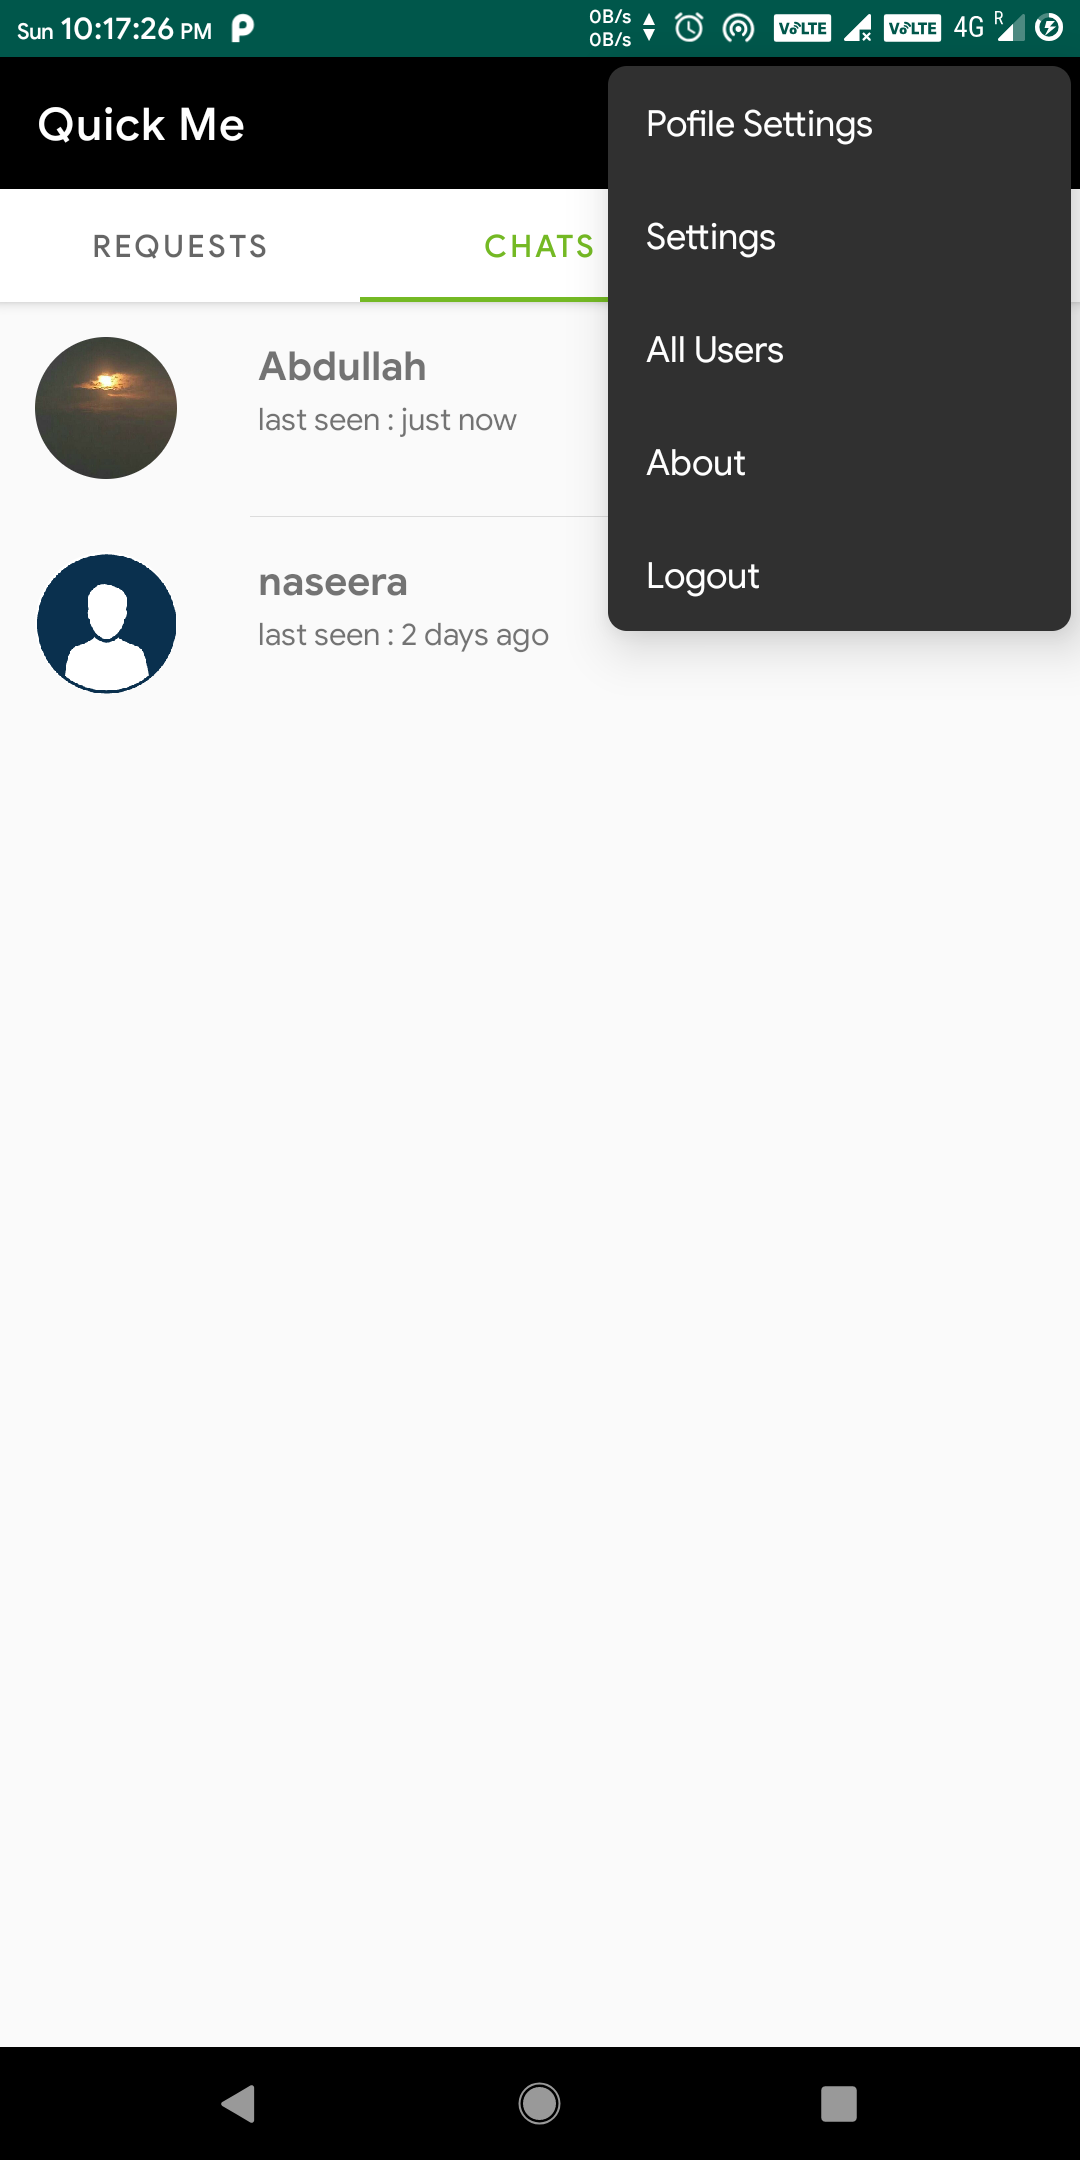 Sun 10:17:26 PM
0B/s
0B/s
VoLTE
VoLTE
4G
R
Quick Me
Pofile Settings
Settings
All Users
About
Logout
REQUESTS
CHATS
Abdullah
last seen : just now
naseera
last seen : 2 days ago